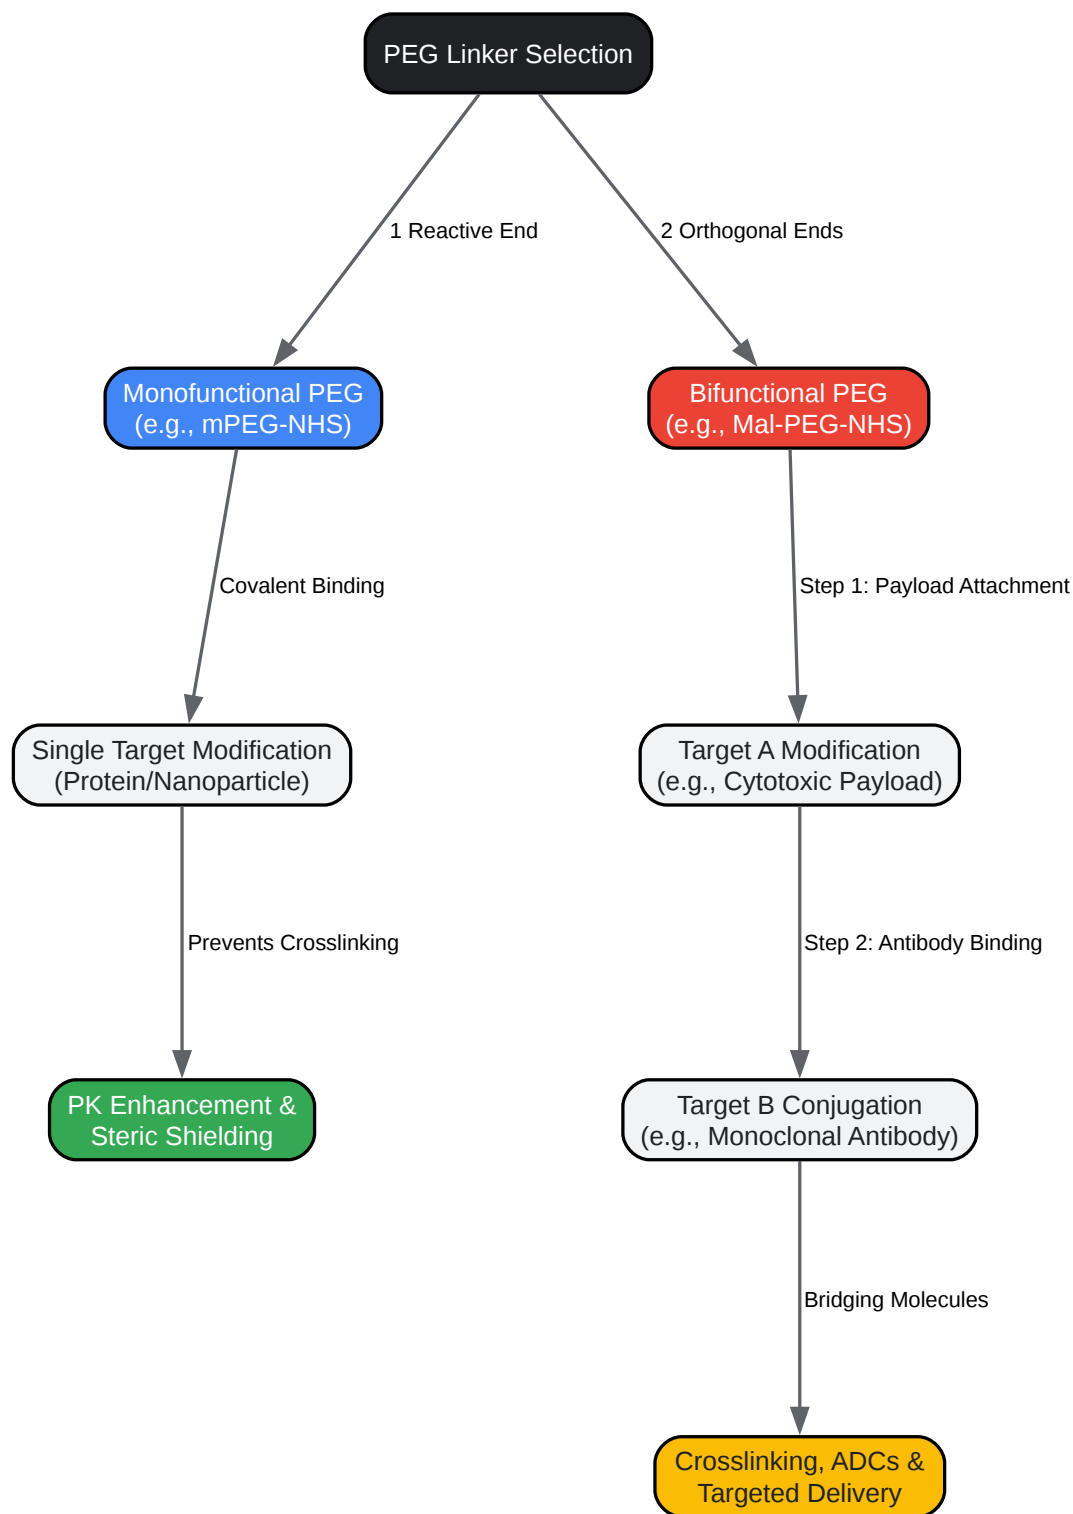 PEG Linker Selection
1 Reactive End
2 Orthogonal Ends
Monofunctional PEG
(e.g., mPEG-NHS)
Bifunctional PEG
(e.g., Mal-PEG-NHS)
Covalent Binding
Step 1: Payload Attachment
Single Target Modification
(Protein/Nanoparticle)
Target A Modification
(e.g., Cytotoxic Payload)
Prevents Crosslinking
Step 2: Antibody Binding
PK Enhancement &
Steric Shielding
Target B Conjugation
(e.g., Monoclonal Antibody)
Bridging Molecules
Crosslinking, ADCs &
Targeted Delivery